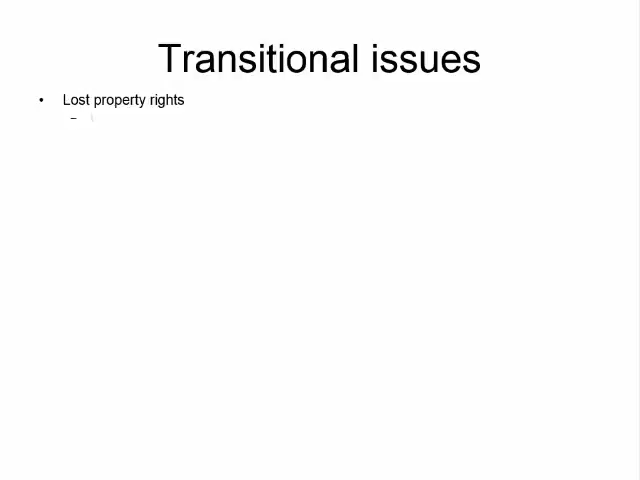 Transitional issues
• Lost property rights
–